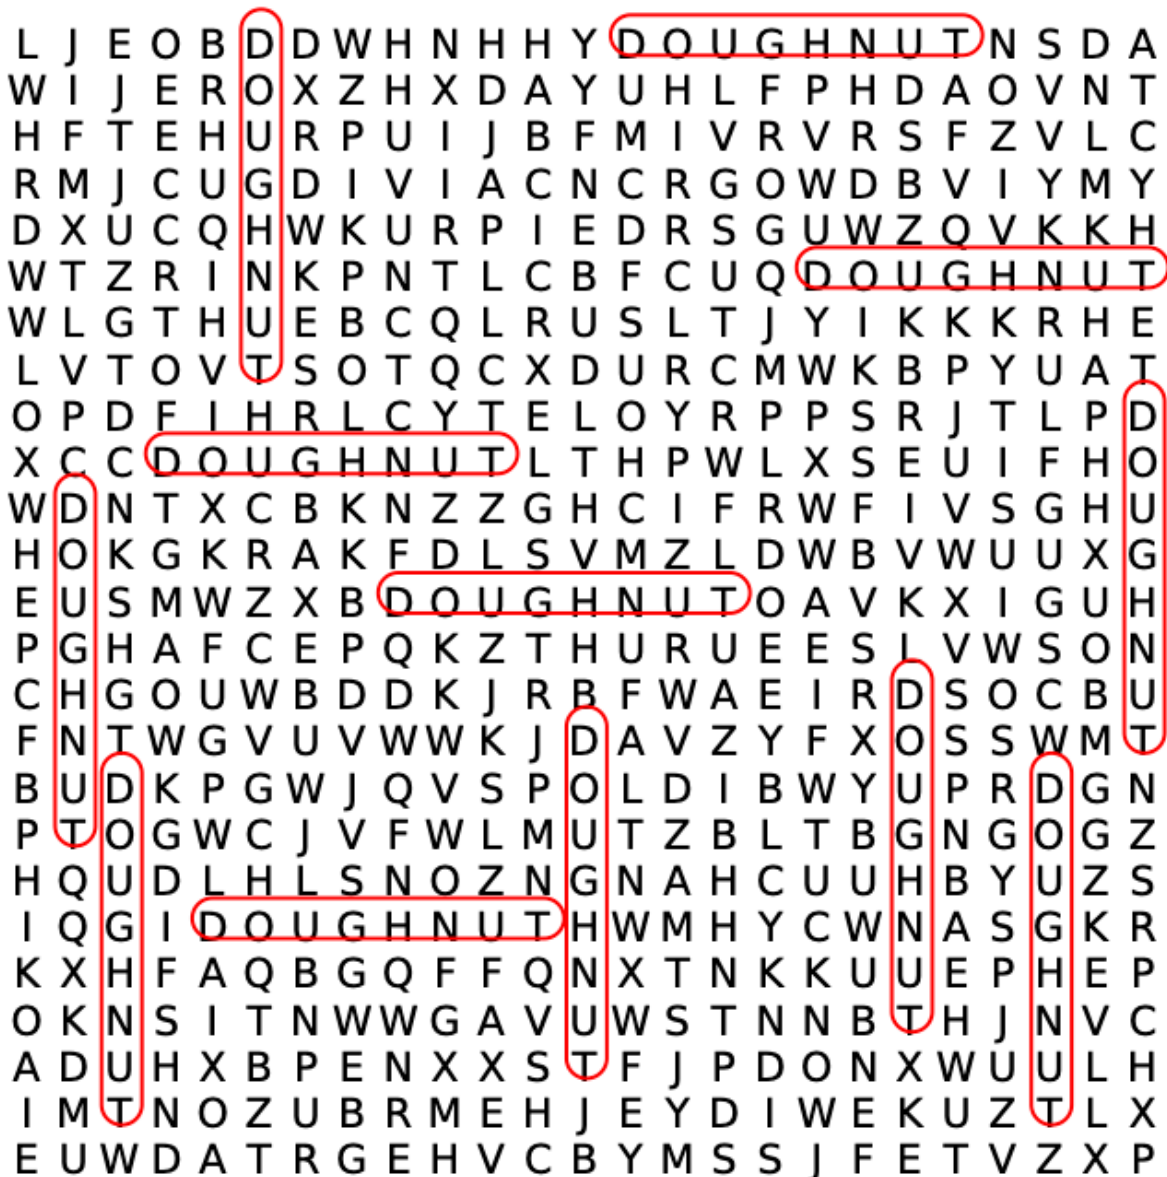 L J E O B D D W H N H H Y D O U G H N U T N S D A
W I J E R O X Z H X D A Y U H L F P H D A O V N T
H F T E H U R P U I J B F M I V R V R S F Z V L C
R M J C U G D I V I A C N C R G O W D B V I Y M Y
D X U C Q H W K U R P I E D R S G U W Z Q V K K H
W T Z R I N K P N T L C B F C U Q D O U G H N U T
W L G T H U E B C Q L R U S L T J Y I K K K R H E
L V T O V T S O T Q C X D U R C M W K B P Y U A T
O P D F I H R L C Y T E L O Y R P P S R J T L P D
X C C D O U G H N U T L T H P W L X S E U I F H O
W D N T X C B K N Z Z G H C I F R W F I V S G H U
H O K G K R A K F D L S V M Z L D W B V W U U X G
E U S M W Z X B D O U G H N U T O A V K X I G U H
P G H A F C E P Q K Z T H U R U E E S L V W S O N
C H G O U W B D D K J R B F W A E I R D S O C B U
F N T W G V U V W W K J D A V Z Y F X O S S W M T
B U D K P G W J Q V S P O L D I B W Y U P R D G N
P T O G W C J V F W L M U T Z B L T B G N G O G Z
H Q U D L H L S N O Z N G N A H C U U H B Y U Z S
I Q G I D O U G H N U T H W M H Y C W N A S G K R
K X H F A Q B G Q F F Q N X T N K K U U E P H E P
O K N S I T N W W G A V U W S T N N B T H J N V C
A D U H X B P E N X X S T F J P D O N X W U U L H
I M T N O Z U B R M E H J E Y D I W E K U Z T L X
E U W D A T R G E H V C B Y M S S J F E T V Z X P